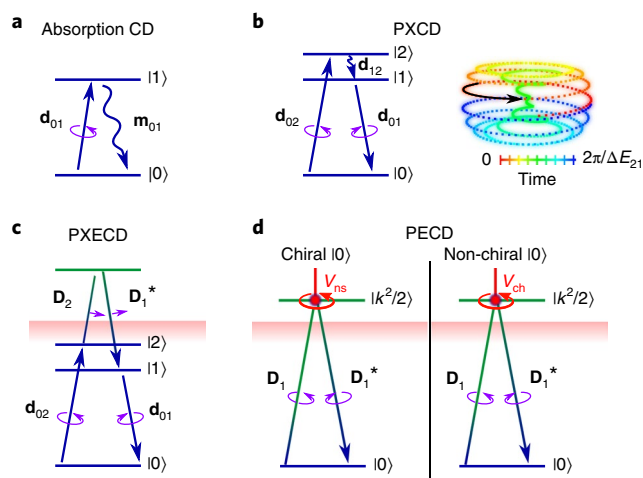 a Absorption CD
|1⟩
d01
m01
|0⟩
b PXCD
|2⟩
d12
|1⟩
d02
d01
|0⟩
0 2π/ΔE21
Time
c PXECD
D2
D1*
|2⟩
|1⟩
d02
d01
|0⟩
d PECD
Chiral |0⟩
Vns
|k²/2⟩
D1
D1*
|0⟩
Non-chiral |0⟩
Vch
|k²/2⟩
D1
D1*
|0⟩